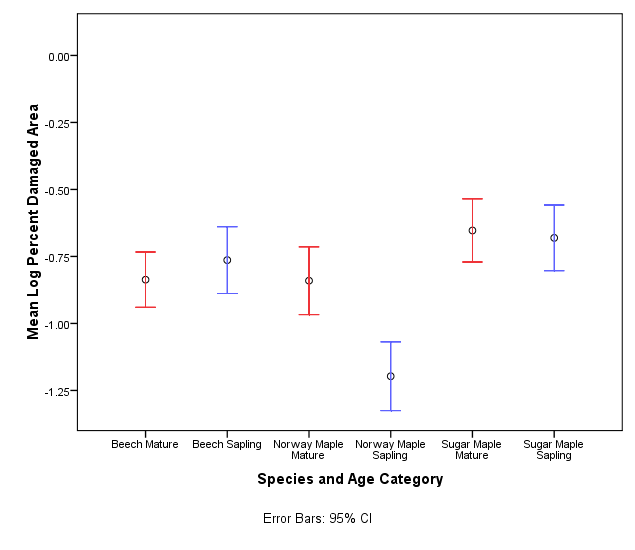 Mean Log Percent Damaged Area
0.00
-0.25
-0.50
-0.75
-1.00
-1.25
Beech Mature
Beech Sapling
Norway Maple
Mature
Norway Maple
Sapling
Sugar Maple
Mature
Sugar Maple
Sapling
Species and Age Category
Error Bars: 95% CI